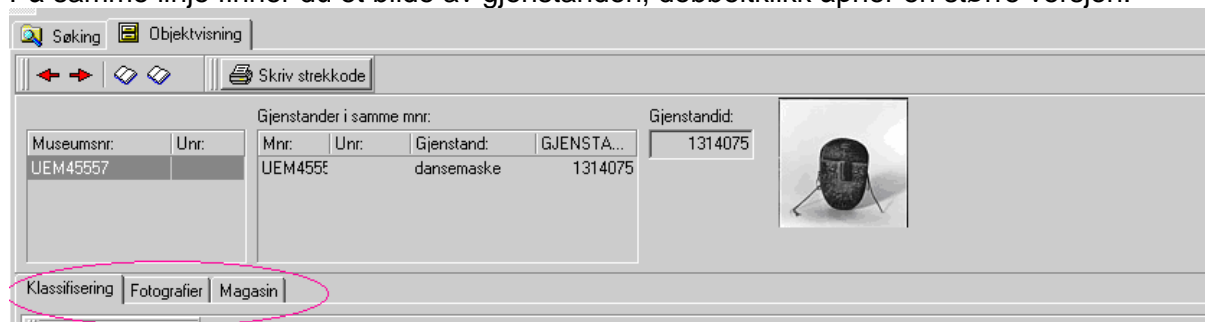 På samme linje finner du et bilde av gjenstanden, dobbeltklikk åpner en større versjon.
Søking Objektvisning
Skriv strekkode
Gjenstander i samme mnr: Gjenstandid:
Museumsnr: Unr: Mnr: Unr: Gjenstand: GJENSTA... 1314075
UEM45557 UEM4555 dansemaske 1314075
Klassifisering Fotografier Magasin